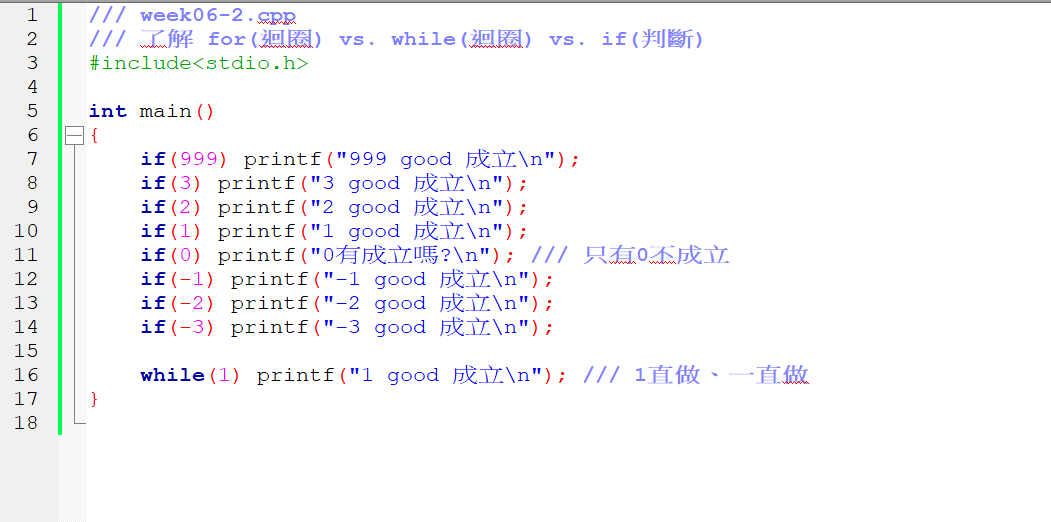 1 /// week06-2.cpp
2 /// 了解 for(迴圈) vs. while(迴圈) vs. if(判斷)
3 #include<stdio.h>
4
5 int main()
6 {
7 if(999) printf("999 good 成立\n");
8 if(3) printf("3 good 成立\n");
9 if(2) printf("2 good 成立\n");
10 if(1) printf("1 good 成立\n");
11 if(0) printf("0有成立嗎?\n"); /// 只有0不成立
12 if(-1) printf("-1 good 成立\n");
13 if(-2) printf("-2 good 成立\n");
14 if(-3) printf("-3 good 成立\n");
15
16 while(1) printf("1 good 成立\n"); /// 1直做、一直做
17 }
18